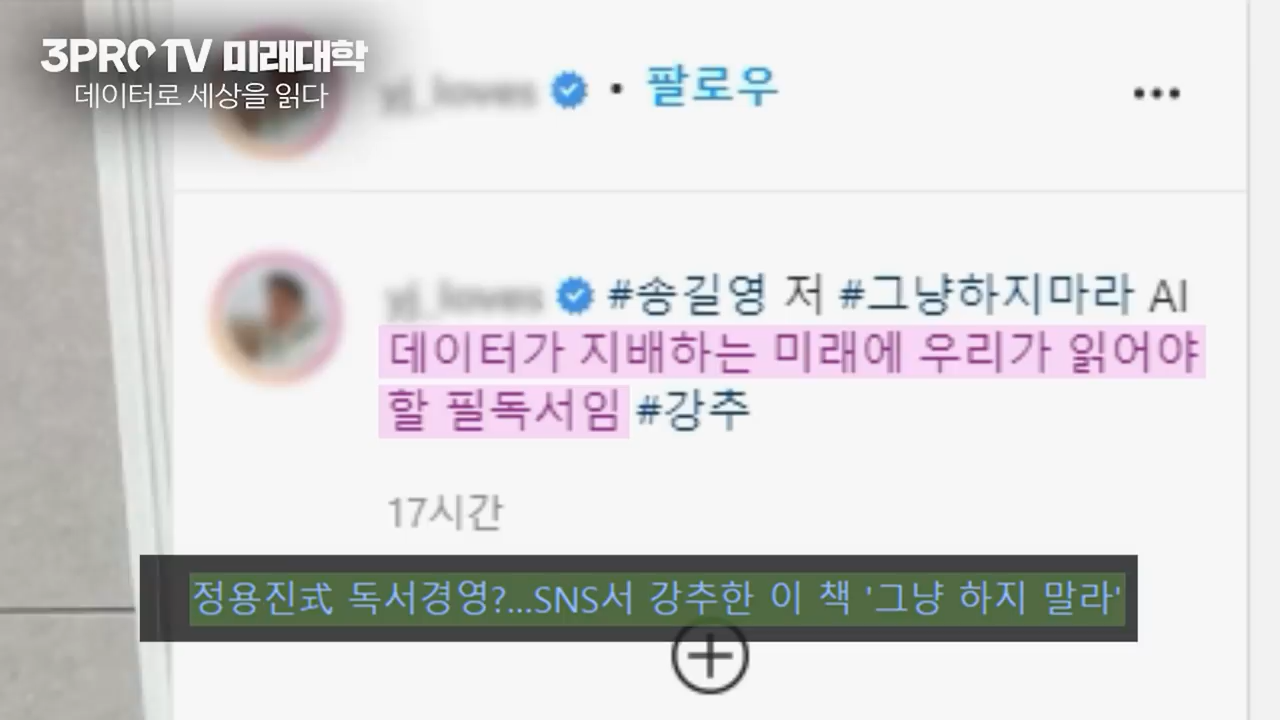 3PRO TV 미래대학
데이터로 세상을 읽다
yj_loves • 팔로우
yj_loves #송길영 저 #그냥하지마라 AI
데이터가 지배하는 미래에 우리가 읽어야
할 필독서임 #강추
17시간
정용진式 독서경영?...SNS서 강추한 이 책 '그냥 하지 말라'